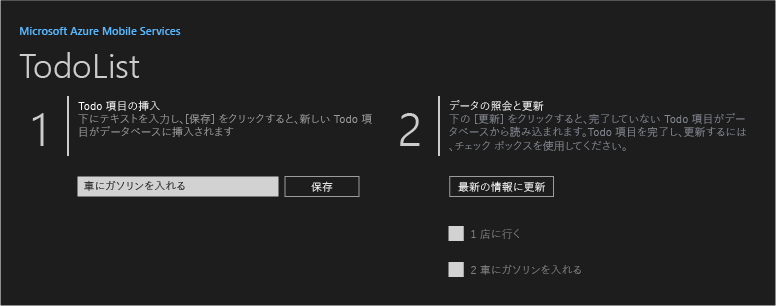 Microsoft Azure Mobile Services
TodoList
1
Todo 項目の挿入
下にテキストを入力し、[保存] をクリックすると、新しい Todo 項
目がデータベースに挿入されます
車にガソリンを入れる
保存
2
データの照会と更新
下の [更新] をクリックすると、完了していない Todo 項目がデー
タベースから読み込まれます。Todo 項目を完了し、更新するには
、チェック ボックスを使用してください。
最新の情報に更新
1 店に行く
2 車にガソリンを入れる